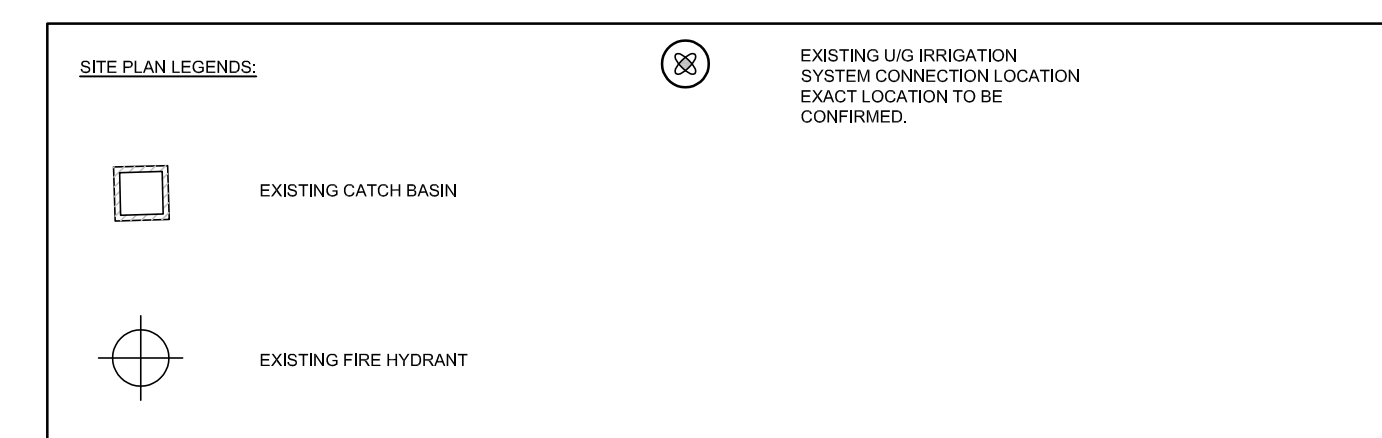 SITE PLAN LEGENDS:
EXISTING CATCH BASIN
EXISTING FIRE HYDRANT
EXISTING U/G IRRIGATION
SYSTEM CONNECTION LOCATION
EXACT LOCATION TO BE
CONFIRMED.